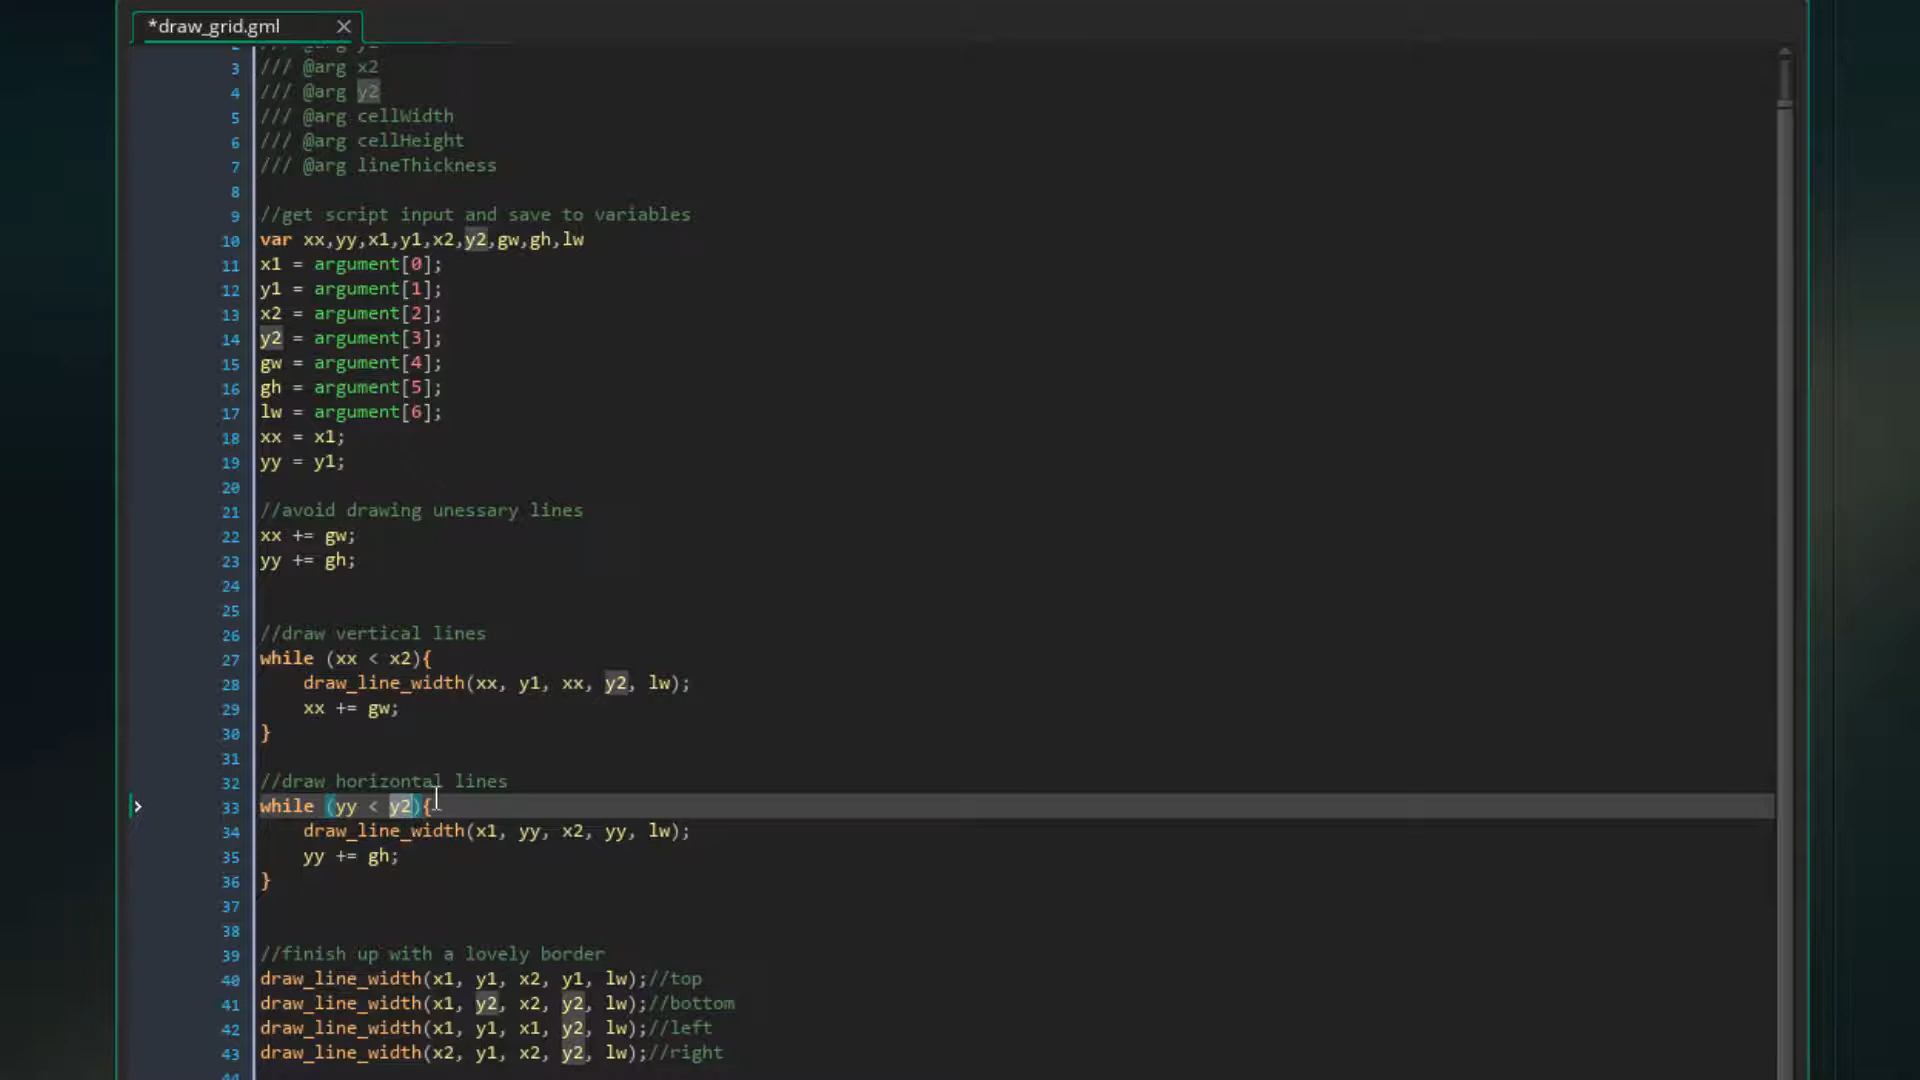 *draw_grid.gml
2 /// @arg y1
3 /// @arg x2
4 /// @arg y2
5 /// @arg cellWidth
6 /// @arg cellHeight
7 /// @arg lineThickness
8
9 //get script input and save to variables
10 var xx,yy,x1,y1,x2,y2,gw,gh,lw
11 x1 = argument[0];
12 y1 = argument[1];
13 x2 = argument[2];
14 y2 = argument[3];
15 gw = argument[4];
16 gh = argument[5];
17 lw = argument[6];
18 xx = x1;
19 yy = y1;
20
21 //avoid drawing unessary lines
22 xx += gw;
23 yy += gh;
24
25
26 //draw vertical lines
27 while (xx < x2){
28     draw_line_width(xx, y1, xx, y2, lw);
29     xx += gw;
30 }
31
32 //draw horizontal lines
33 while (yy < y2){
34     draw_line_width(x1, yy, x2, yy, lw);
35     yy += gh;
36 }
37
38
39 //finish up with a lovely border
40 draw_line_width(x1, y1, x2, y1, lw);//top
41 draw_line_width(x1, y2, x2, y2, lw);//bottom
42 draw_line_width(x1, y1, x1, y2, lw);//left
43 draw_line_width(x2, y1, x2, y2, lw);//right
44